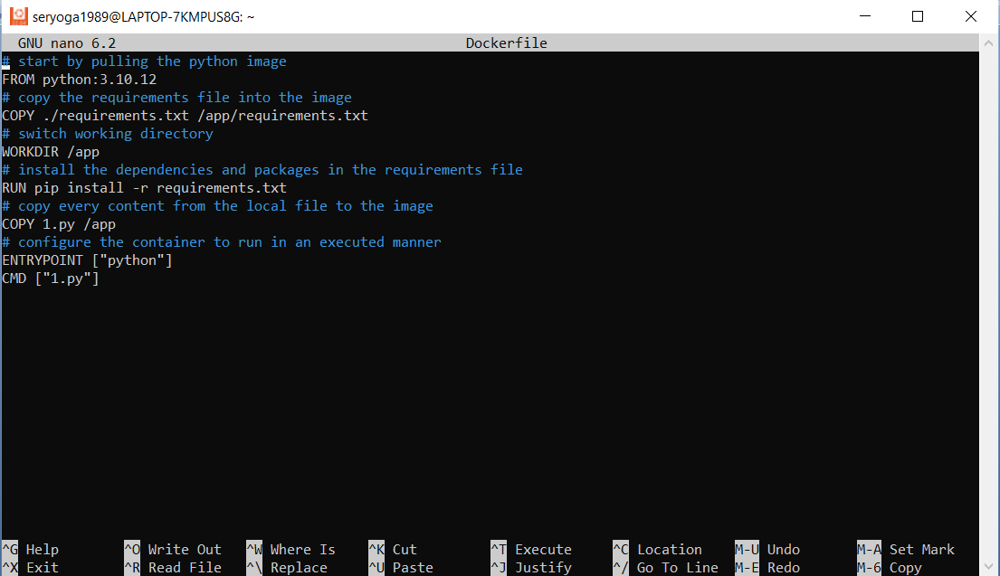 seryoga1989@LAPTOP-7KMPUS8G: ~
GNU nano 6.2 Dockerfile
# start by pulling the python image
FROM python:3.10.12
# copy the requirements file into the image
COPY ./requirements.txt /app/requirements.txt
# switch working directory
WORKDIR /app
# install the dependencies and packages in the requirements file
RUN pip install -r requirements.txt
# copy every content from the local file to the image
COPY 1.py /app
# configure the container to run in an executed manner
ENTRYPOINT ["python"]
CMD ["1.py"]
^G Help ^O Write Out ^W Where Is ^K Cut ^T Execute ^C Location M-U Undo M-A Set Mark
^X Exit ^R Read File ^\ Replace ^U Paste ^J Justify ^/ Go To Line M-E Redo M-6 Copy